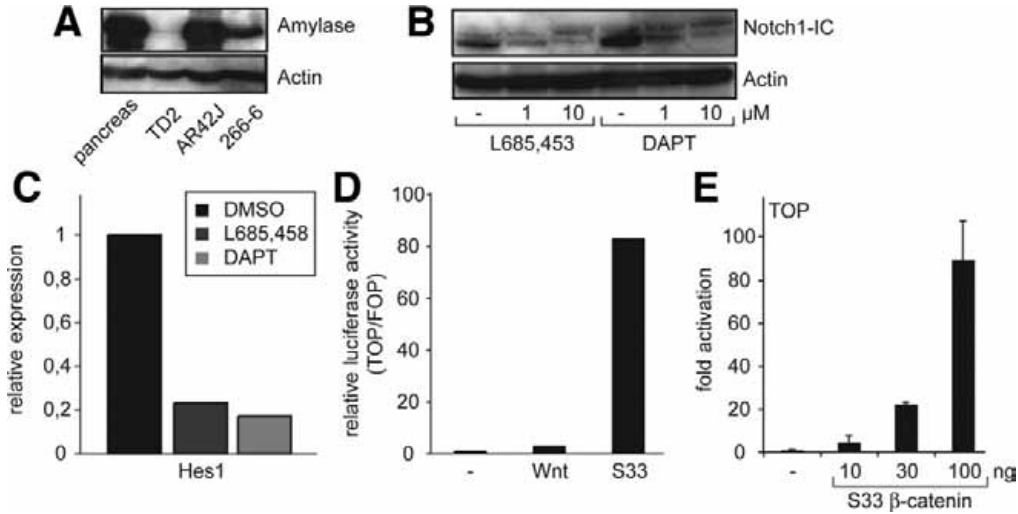 A
Amylase
Actin
pancreas TD2 AR42J 266-6
B
Notch1-IC
Actin
- 1 10 - 1 10 µM
L685,453 DAPT
C
relative expression
1
0,8
0,6
0,4
0,2
0
DMSO
L685,458
DAPT
Hes1
D
relative luciferase activity
(TOP/FOP)
100
80
60
40
20
0
- Wnt S33
E
TOP
fold activation
100
80
60
40
20
0
- 10 30 100 ng
S33 β-catenin